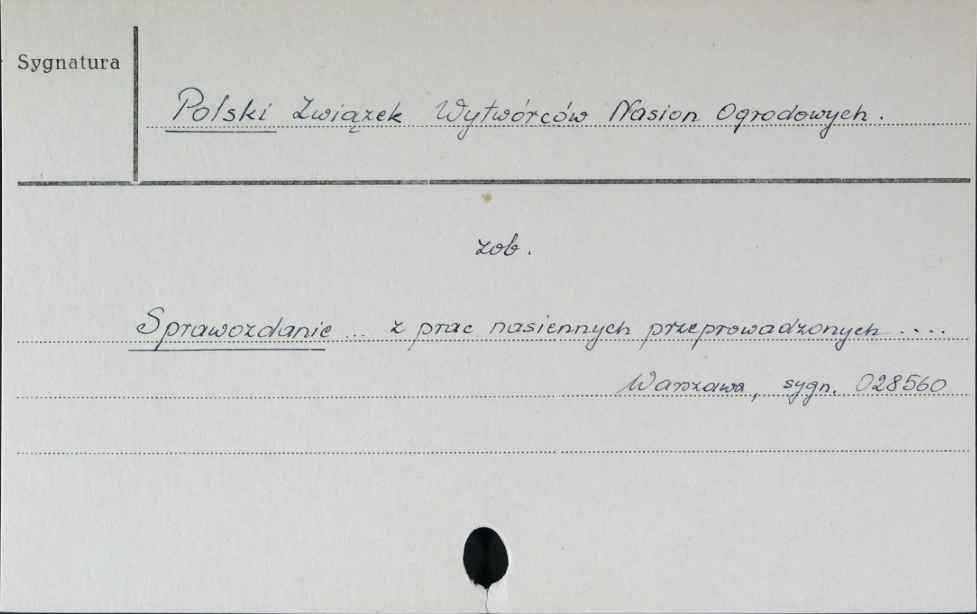 Sygnatura
Polski Związek Wytwórców Nasion Ogrodowych.
zob.
Sprawozdanie ... z prac nasiennych przeprowadzonych ....
Warszawa, sygn. 028560